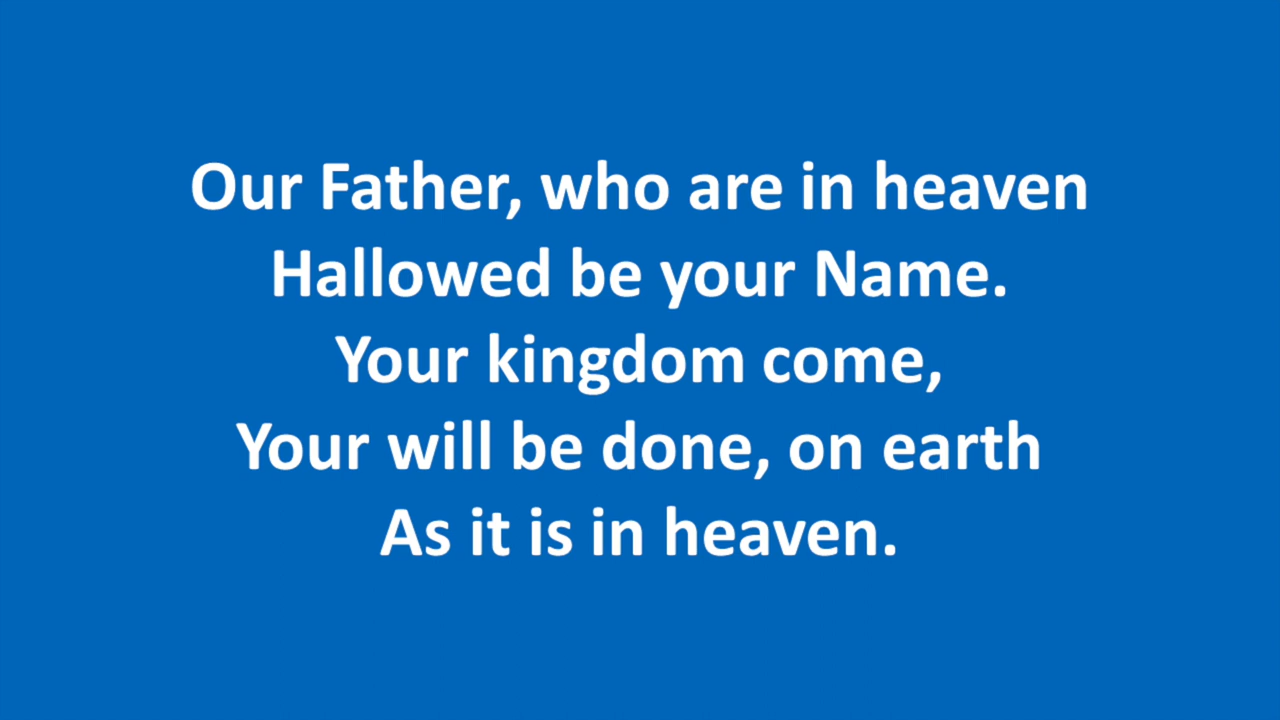 Our Father, who are in heaven
Hallowed be your Name.
Your kingdom come,
Your will be done, on earth
As it is in heaven.